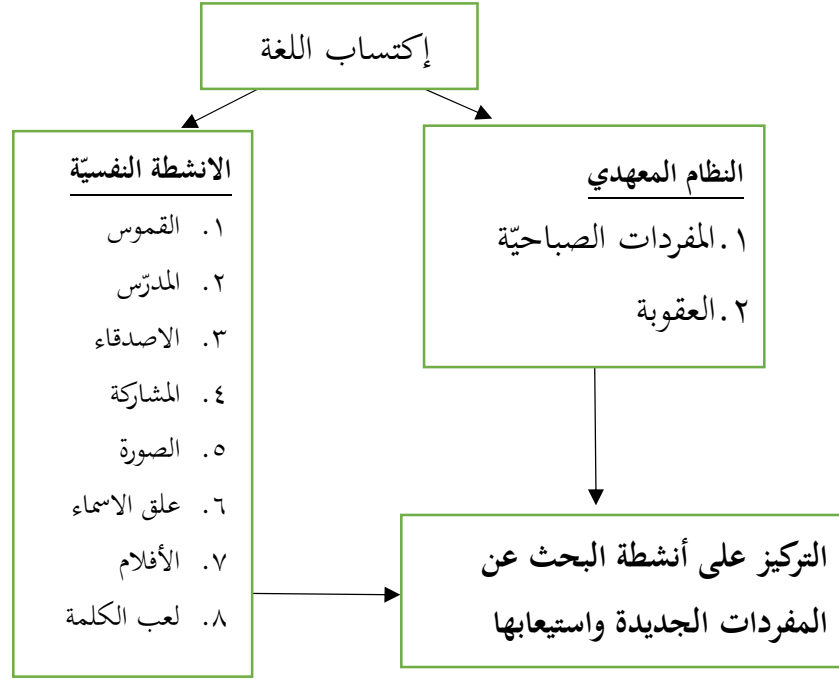 إكتساب اللغة
النظام المعهدي
١.المفردات الصباحيّة
٢.العقوبة
الانشطة النفسيّة
١. القموس
٢. المدرّس
٣. الاصدقاء
٤. المشاركة
٥. الصورة
٦. علق الاسماء
٧. الأفلام
٨. لعب الكلمة
التركيز على أنشطة البحث عن
المفردات الجديدة واستيعابها